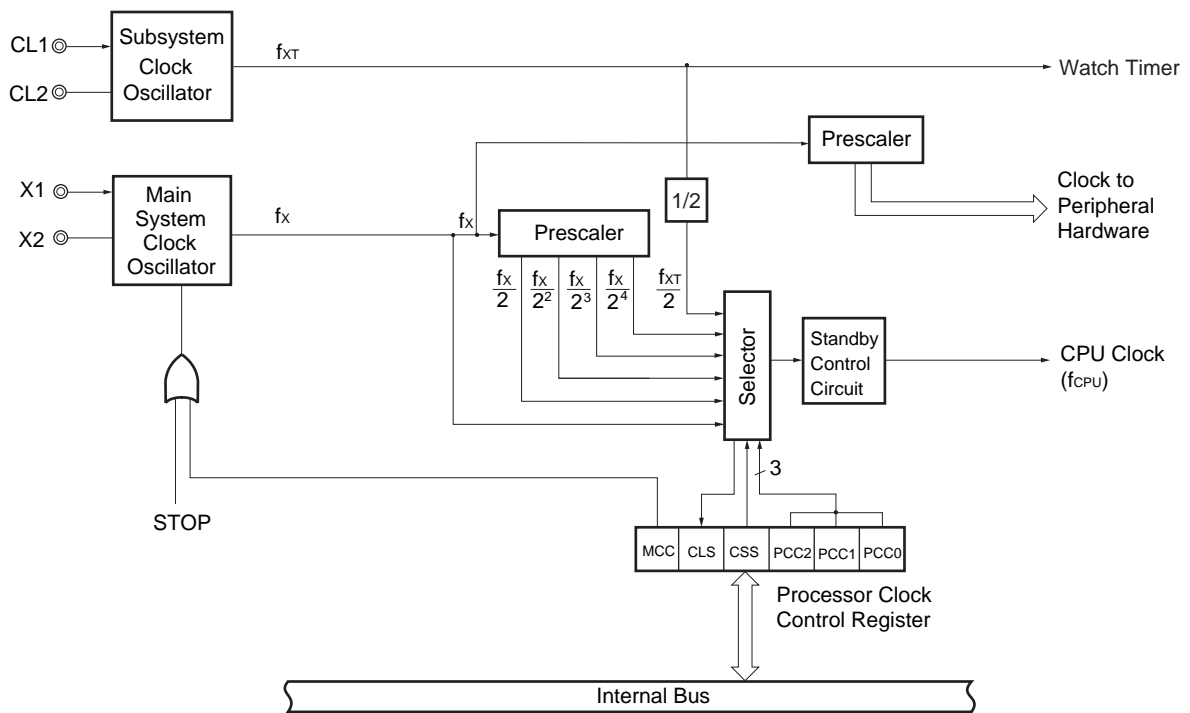 CL1
CL2
Subsystem
Clock
Oscillator
fXT
Watch Timer
Prescaler
Clock to
Peripheral
Hardware
X1
X2
Main
System
Clock
Oscillator
fX
fX
Prescaler
1/2
fX/2
fX/2²
fX/2³
fX/2⁴
fXT/2
Selector
Standby
Control
Circuit
CPU Clock
(fCPU)
3
STOP
MCC CLS CSS PCC2 PCC1 PCC0
Processor Clock
Control Register
Internal Bus